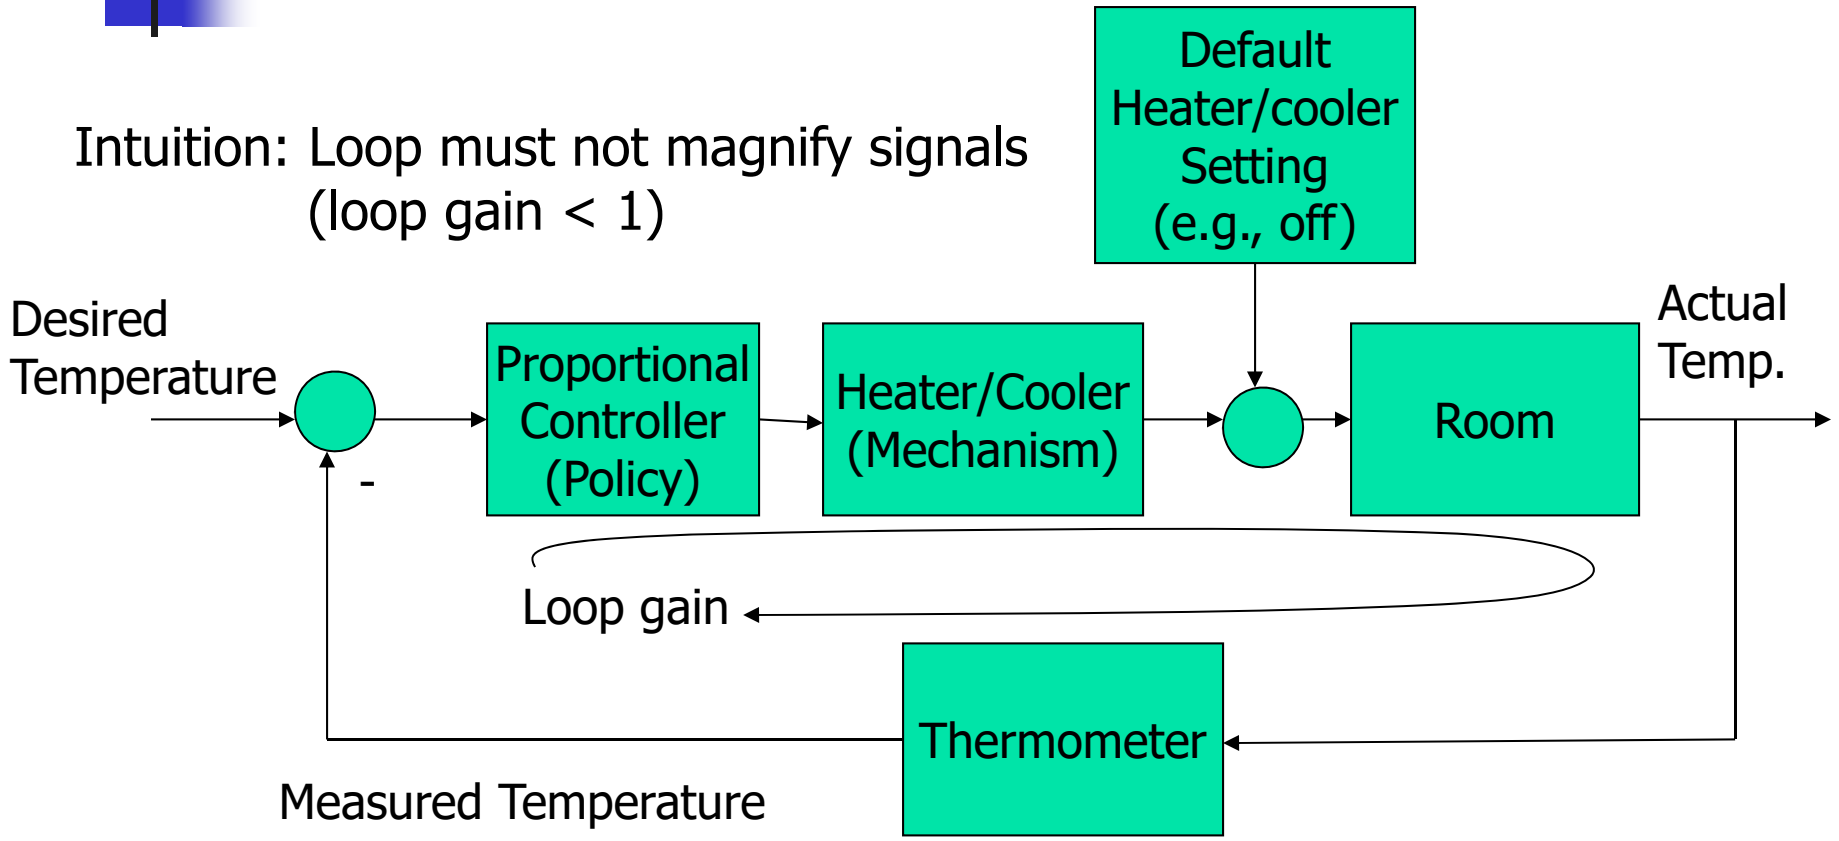 Intuition: Loop must not magnify signals
(loop gain < 1)
Default
Heater/cooler
Setting
(e.g., off)
Desired
Temperature
-
Proportional
Controller
(Policy)
Heater/Cooler
(Mechanism)
Room
Actual
Temp.
Loop gain
Thermometer
Measured Temperature